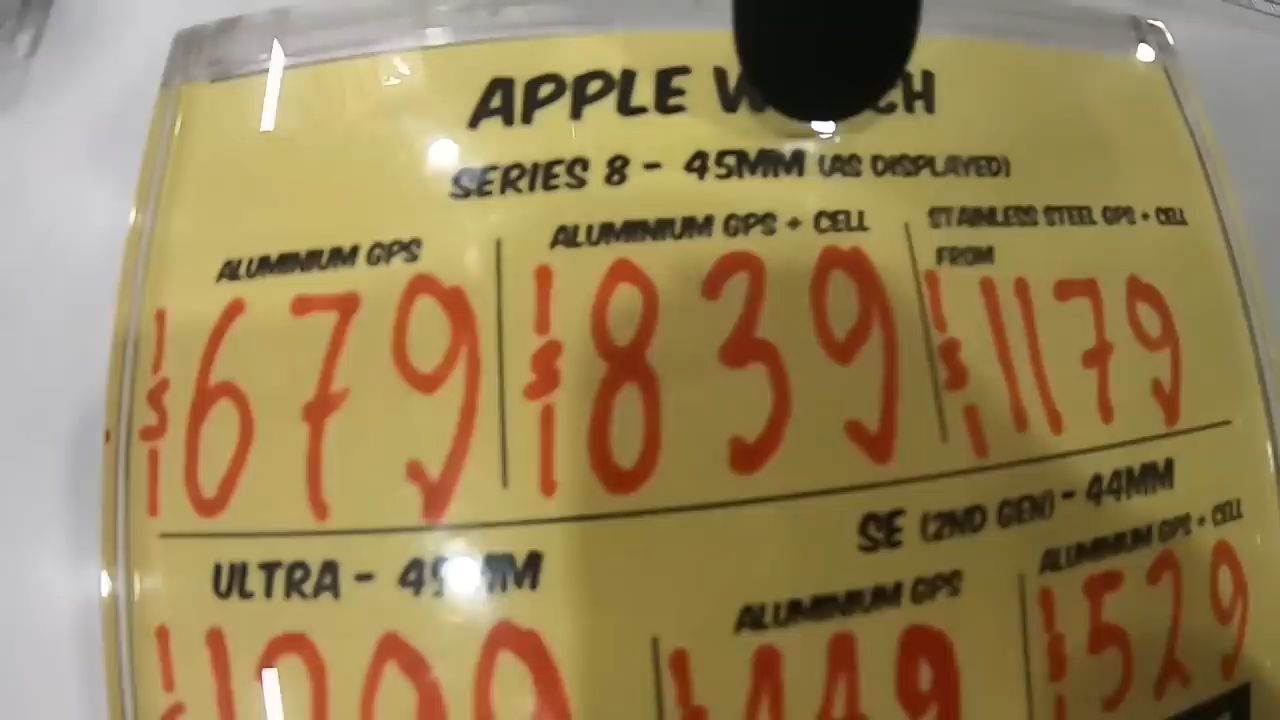 APPLE
SERIES 8 - 45MM (AS DISPLAYED)
ALUMINIUM GPS
$679
ALUMINIUM GPS + CELL
$839
STAINLESS STEEL GPS + CELL
FROM
$1179
ULTRA -
SE (2ND GEN) - 44MM
ALUMINIUM GPS
$449
ALUMINIUM GPS + CELL
$529